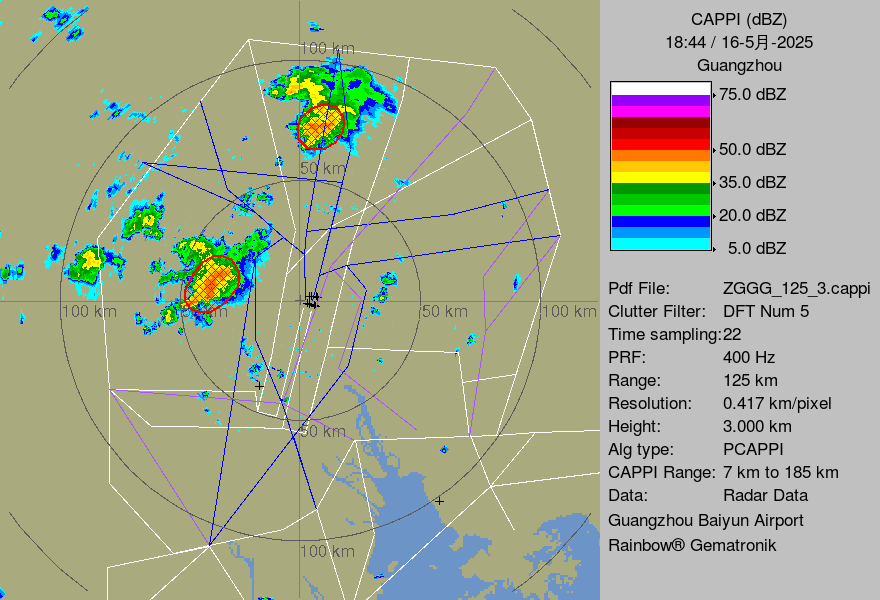 100 km
50 km
100 km
50 km
100 km
50 km
100 km
CAPPI (dBZ)
18:44 / 16-5月-2025
Guangzhou
75.0 dBZ
50.0 dBZ
35.0 dBZ
20.0 dBZ
5.0 dBZ
Pdf File: ZGGG_125_3.cappi
Clutter Filter: DFT Num 5
Time sampling:22
PRF: 400 Hz
Range: 125 km
Resolution: 0.417 km/pixel
Height: 3.000 km
Alg type: PCAPPI
CAPPI Range: 7 km to 185 km
Data: Radar Data
Guangzhou Baiyun Airport
Rainbow® Gematronik